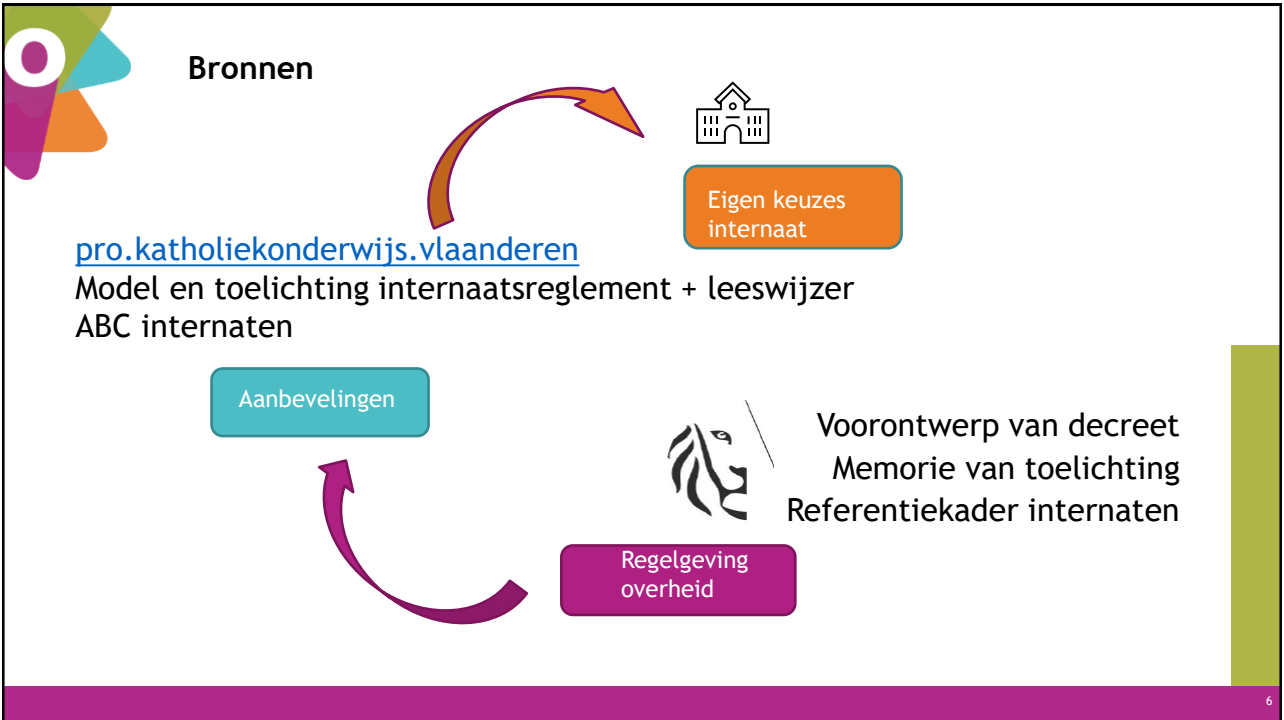 O
Bronnen
Eigen keuzes
internaat
pro.katholiekonderwijs.vlaanderen
Model en toelichting internaatsreglement + leeswijzer
ABC internaten
Aanbevelingen
Voorontwerp van decreet
Memorie van toelichting
Referentiekader internaten
Regelgeving
overheid
6